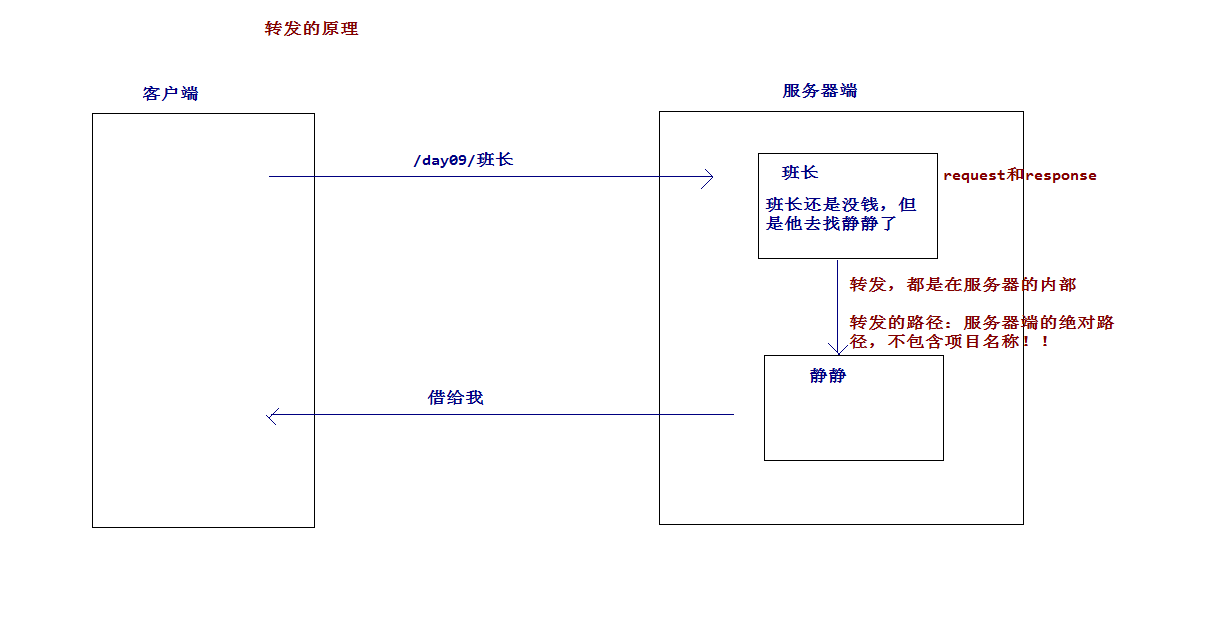 转发的原理
客户端
服务器端
/day09/班长
班长
request和response
班长还是没钱，但
是他去找静静了
转发，都是在服务器的内部
转发的路径：服务器端的绝对路
径，不包含项目名称！！
静静
借给我